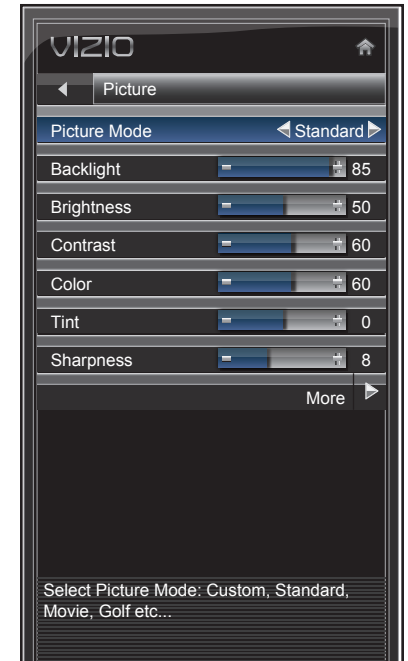 VIZIO
Picture
Picture Mode Standard
Backlight 85
Brightness 50
Contrast 60
Color 60
Tint 0
Sharpness 8
More
Select Picture Mode: Custom, Standard,
Movie, Golf etc...